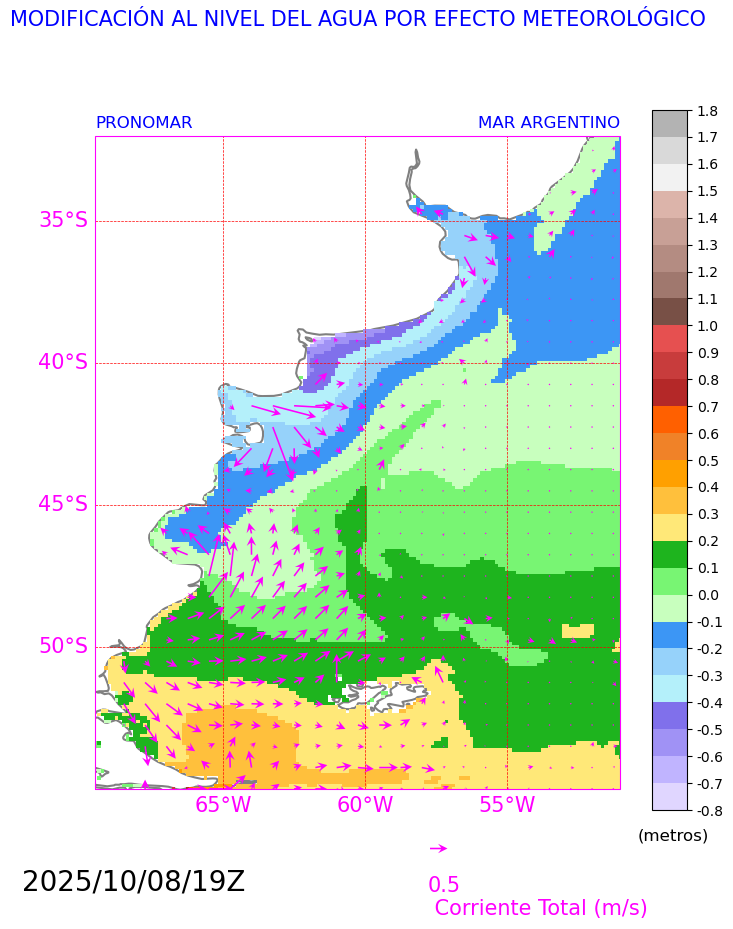 MODIFICACIÓN AL NIVEL DEL AGUA POR EFECTO METEOROLÓGICO
PRONOMAR
MAR ARGENTINO
1.8
1.7
1.6
1.5
1.4
1.3
1.2
1.1
1.0
0.9
0.8
0.7
0.6
0.5
0.4
0.3
0.2
0.1
0.0
-0.1
-0.2
-0.3
-0.4
-0.5
-0.6
-0.7
-0.8
(metros)
35°S
40°S
45°S
50°S
65°W
60°W
55°W
2025/10/08/19Z
0.5
Corriente Total (m/s)